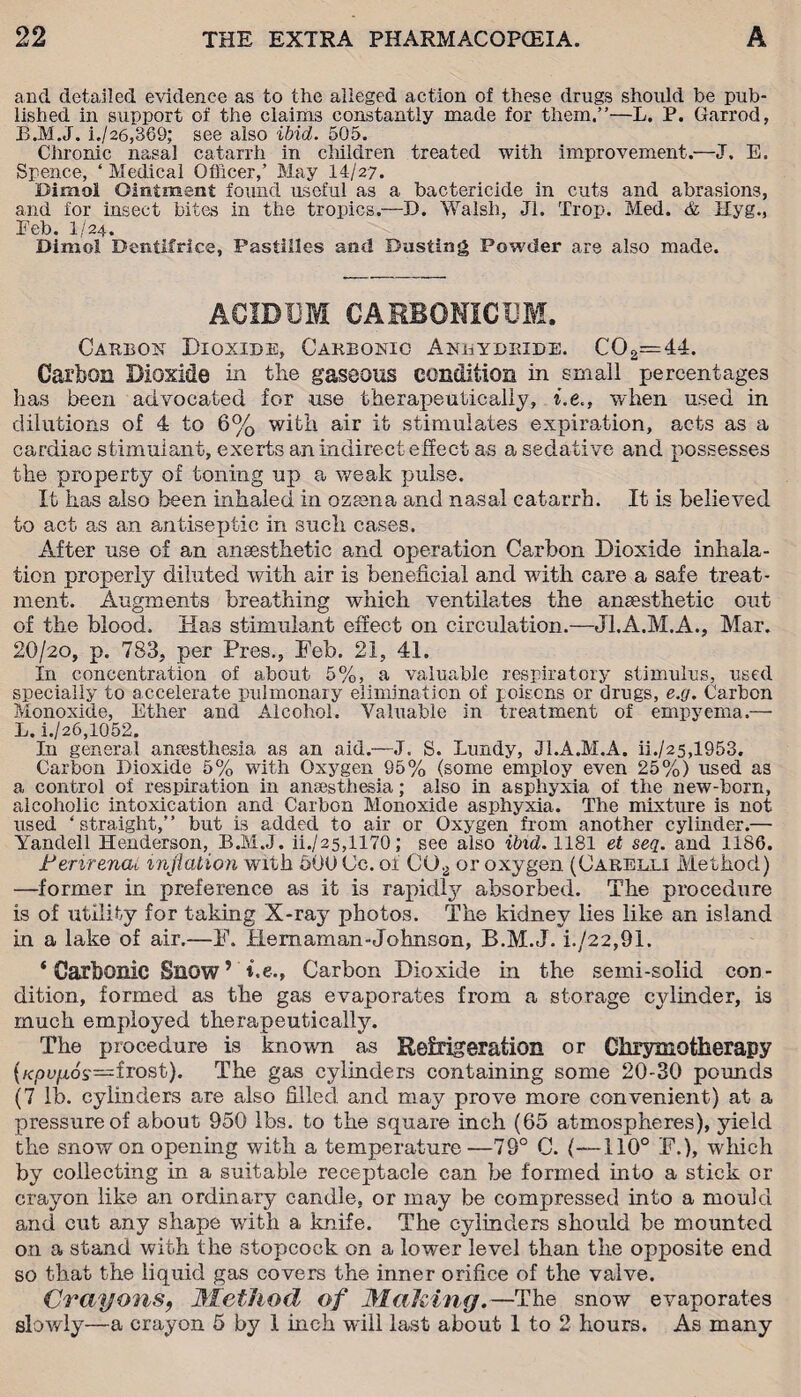 22 THE EXTRA PHARMACOPŒIA. A
and detailed evidence as to the alleged action of these drugs should be pub-
lished in support of the claims constantly made for them.”—L. P. Garrod,
B.M.J. i./26,369; see also ibid. 505.
Chronic nasal catarrh in children treated with improvement.—J. E.
Spence, ‘Medical Officer,’ May 14/27.
Dimol Ointment found useful as a bactericide in cuts and abrasions,
and for insect bites in the tropics.—D. Walsh, Jl. Trop. Med. & Hyg.,
Feb. 1/24.
Dimol Dentifrice, Pastilles and Dusting Powder are also made.
ACIDUM CARBONICUM.
Carbon Dioxide, Carbonic Anhydride. CO₂=44.
Carbon Dioxide in the gaseous condition in small percentages
has been advocated for use therapeutically, i.e., when used in
dilutions of 4 to 6% with air it stimulates expiration, acts as a
cardiac stimulant, exerts an indirect effect as a sedative and possesses
the property of toning up a weak pulse.
It has also been inhaled in ozæna and nasal catarrh. It is believed
to act as an antiseptic in such cases.
After use of an anæsthetic and operation Carbon Dioxide inhala-
tion properly diluted with air is beneficial and with care a safe treat-
ment. Augments breathing which ventilates the anæsthetic out
of the blood. Has stimulant effect on circulation.—Jl.A.M.A., Mar.
20/20, p. 783, per Pres., Feb. 21, 41.
In concentration of about 5%, a valuable respiratory stimulus, used
specially to accelerate pulmonary elimination of poisons or drugs, e.g. Carbon
Monoxide, Ether and Alcohol. Valuable in treatment of empyema.—
L. i./26,1052.
In general anæsthesia as an aid.—J. S. Lundy, Jl.A.M.A. ii./25,1953.
Carbon Dioxide 5% with Oxygen 95% (some employ even 25%) used as
a control of respiration in anæsthesia; also in asphyxia of the new-born,
alcoholic intoxication and Carbon Monoxide asphyxia. The mixture is not
used ‘straight,” but is added to air or Oxygen from another cylinder.—
Yandell Henderson, B.M.J. ii./25,1170; see also ibid. 1181 et seq. and 1186.
Perirenal inflation with 500 Cc. of CO₂ or oxygen (Carelli Method)
—former in preference as it is rapidly absorbed. The procedure
is of utility for taking X-ray photos. The kidney lies like an island
in a lake of air.—F. Hernaman-Johnson, B.M.J. i./22,91.
‘Carbonic Snow’ i.e., Carbon Dioxide in the semi-solid con-
dition, formed as the gas evaporates from a storage cylinder, is
much employed therapeutically.
The procedure is known as Refrigeration or Chrymotherapy
(κρυμός=frost). The gas cylinders containing some 20-30 pounds
(7 lb. cylinders are also filled and may prove more convenient) at a
pressure of about 950 lbs. to the square inch (65 atmospheres), yield
the snow on opening with a temperature —79° C. (—110° F.), which
by collecting in a suitable receptacle can be formed into a stick or
crayon like an ordinary candle, or may be compressed into a mould
and cut any shape with a knife. The cylinders should be mounted
on a stand with the stopcock on a lower level than the opposite end
so that the liquid gas covers the inner orifice of the valve.
Crayons, Method of Making.—The snow evaporates
slowly—a crayon 5 by 1 inch will last about 1 to 2 hours. As many